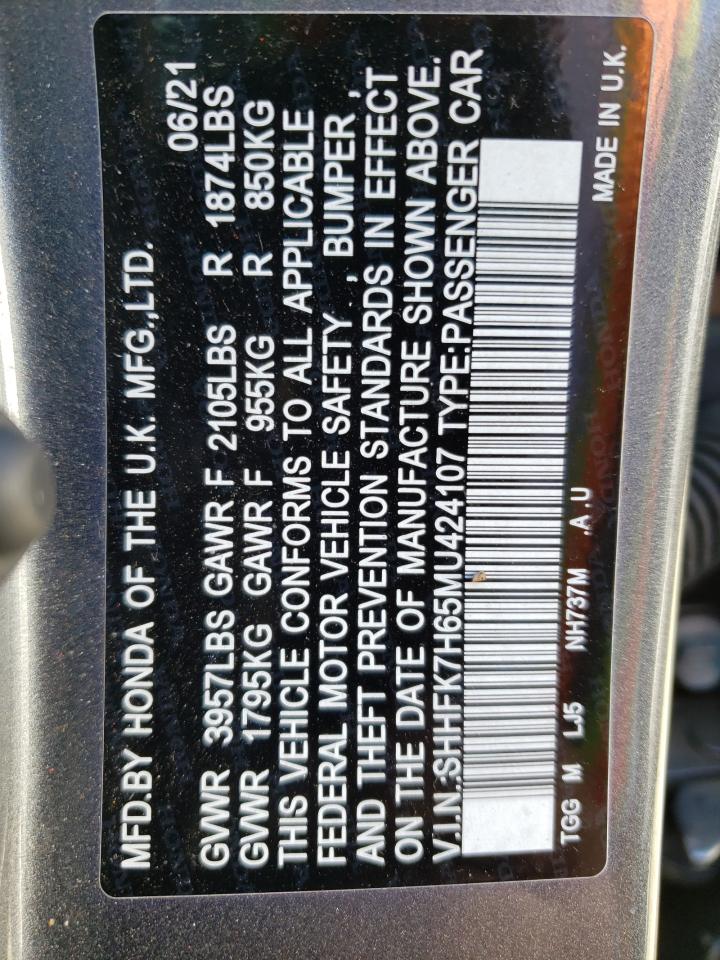 MFD.BY HONDA OF THE U.K. MFG.,LTD. 06/21
GVWR 3957LBS GAWR F 2105LBS R 1874LBS
GVWR 1795KG GAWR F 955KG R 850KG
THIS VEHICLE CONFORMS TO ALL APPLICABLE
FEDERAL MOTOR VEHICLE SAFETY , BUMPER ,
AND THEFT PREVENTION STANDARDS IN EFFECT
ON THE DATE OF MANUFACTURE SHOWN ABOVE.
V.I.N.:SHHFK7H65MU424107 TYPE:PASSENGER CAR
TGG M LJ5 NH737M .A.U MADE IN U.K.